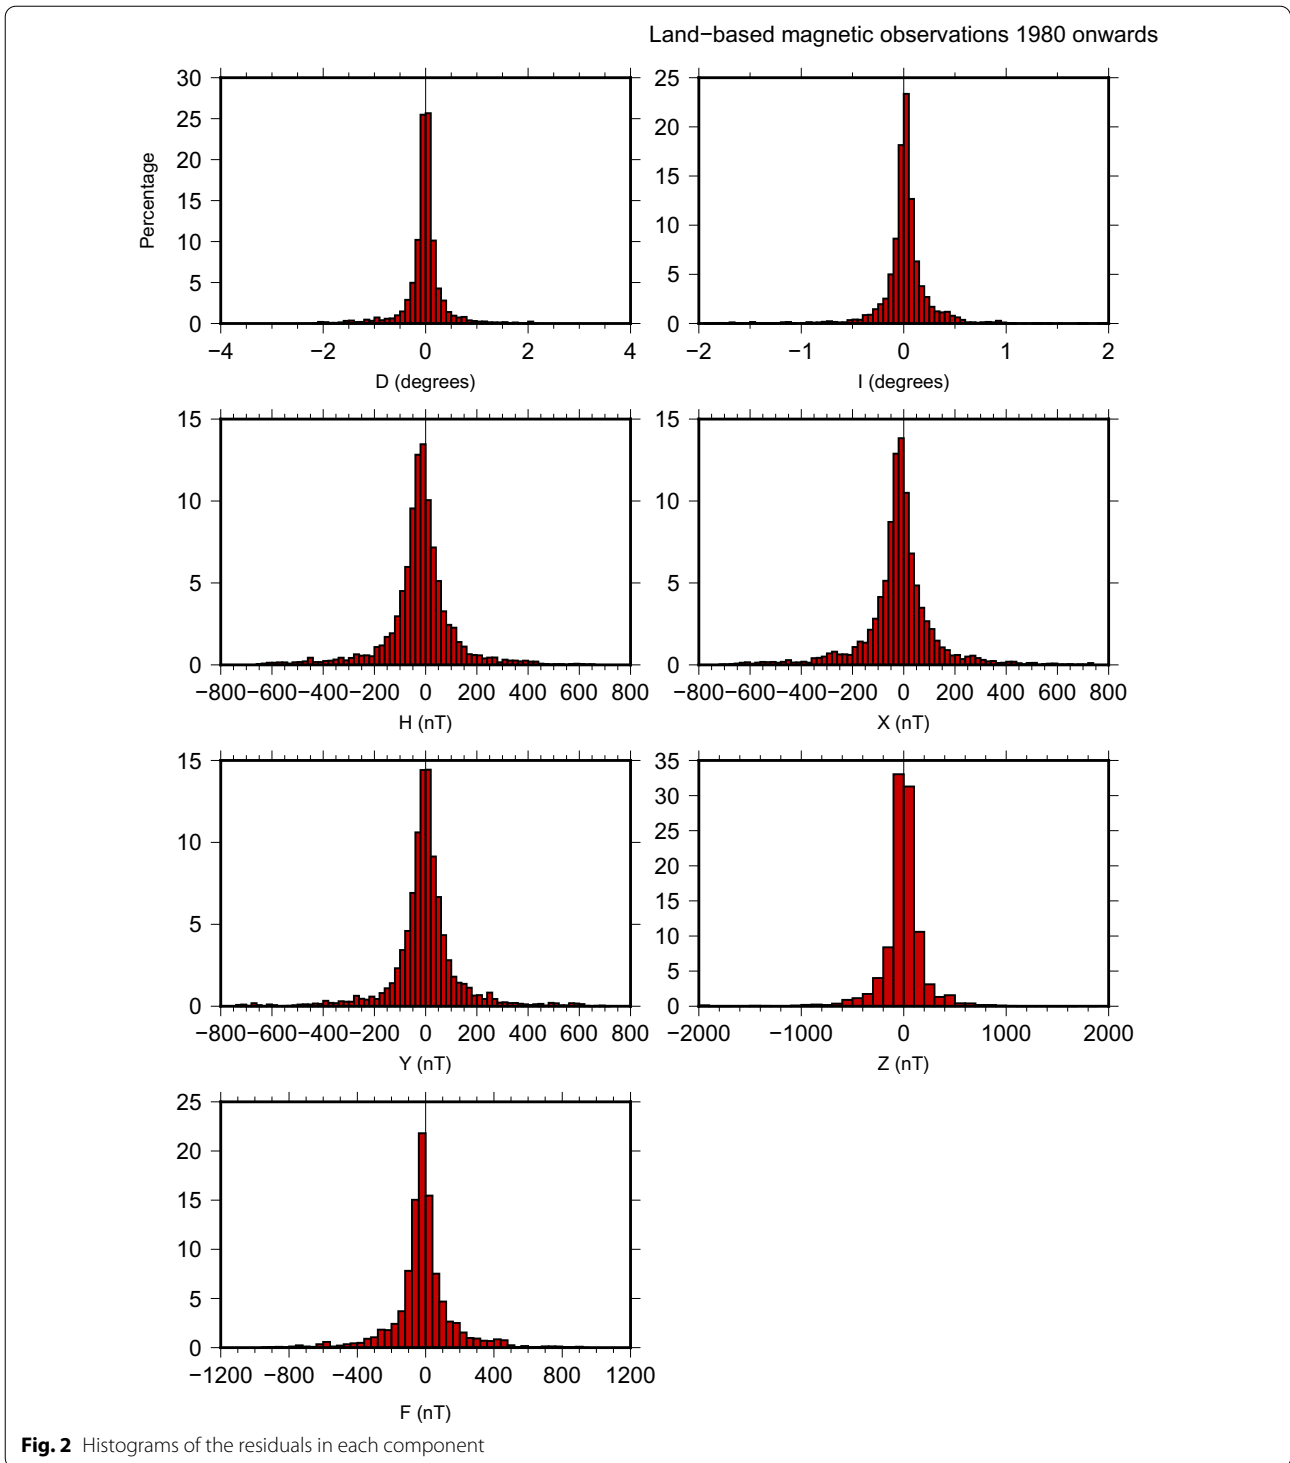 Land−based magnetic observations 1980 onwards
Percentage
30
25
20
15
10
5
0
−4 −2 0 2 4
D (degrees)
25
20
15
10
5
0
−2 −1 0 1 2
I (degrees)
15
10
5
0
−800−600−400−200 0 200 400 600 800
H (nT)
15
10
5
0
−800−600−400−200 0 200 400 600 800
X (nT)
15
10
5
0
−800−600−400−200 0 200 400 600 800
Y (nT)
35
30
25
20
15
10
5
0
−2000 −1000 0 1000 2000
Z (nT)
25
20
15
10
5
0
−1200 −800 −400 0 400 800 1200
F (nT)
Fig. 2 Histograms of the residuals in each component